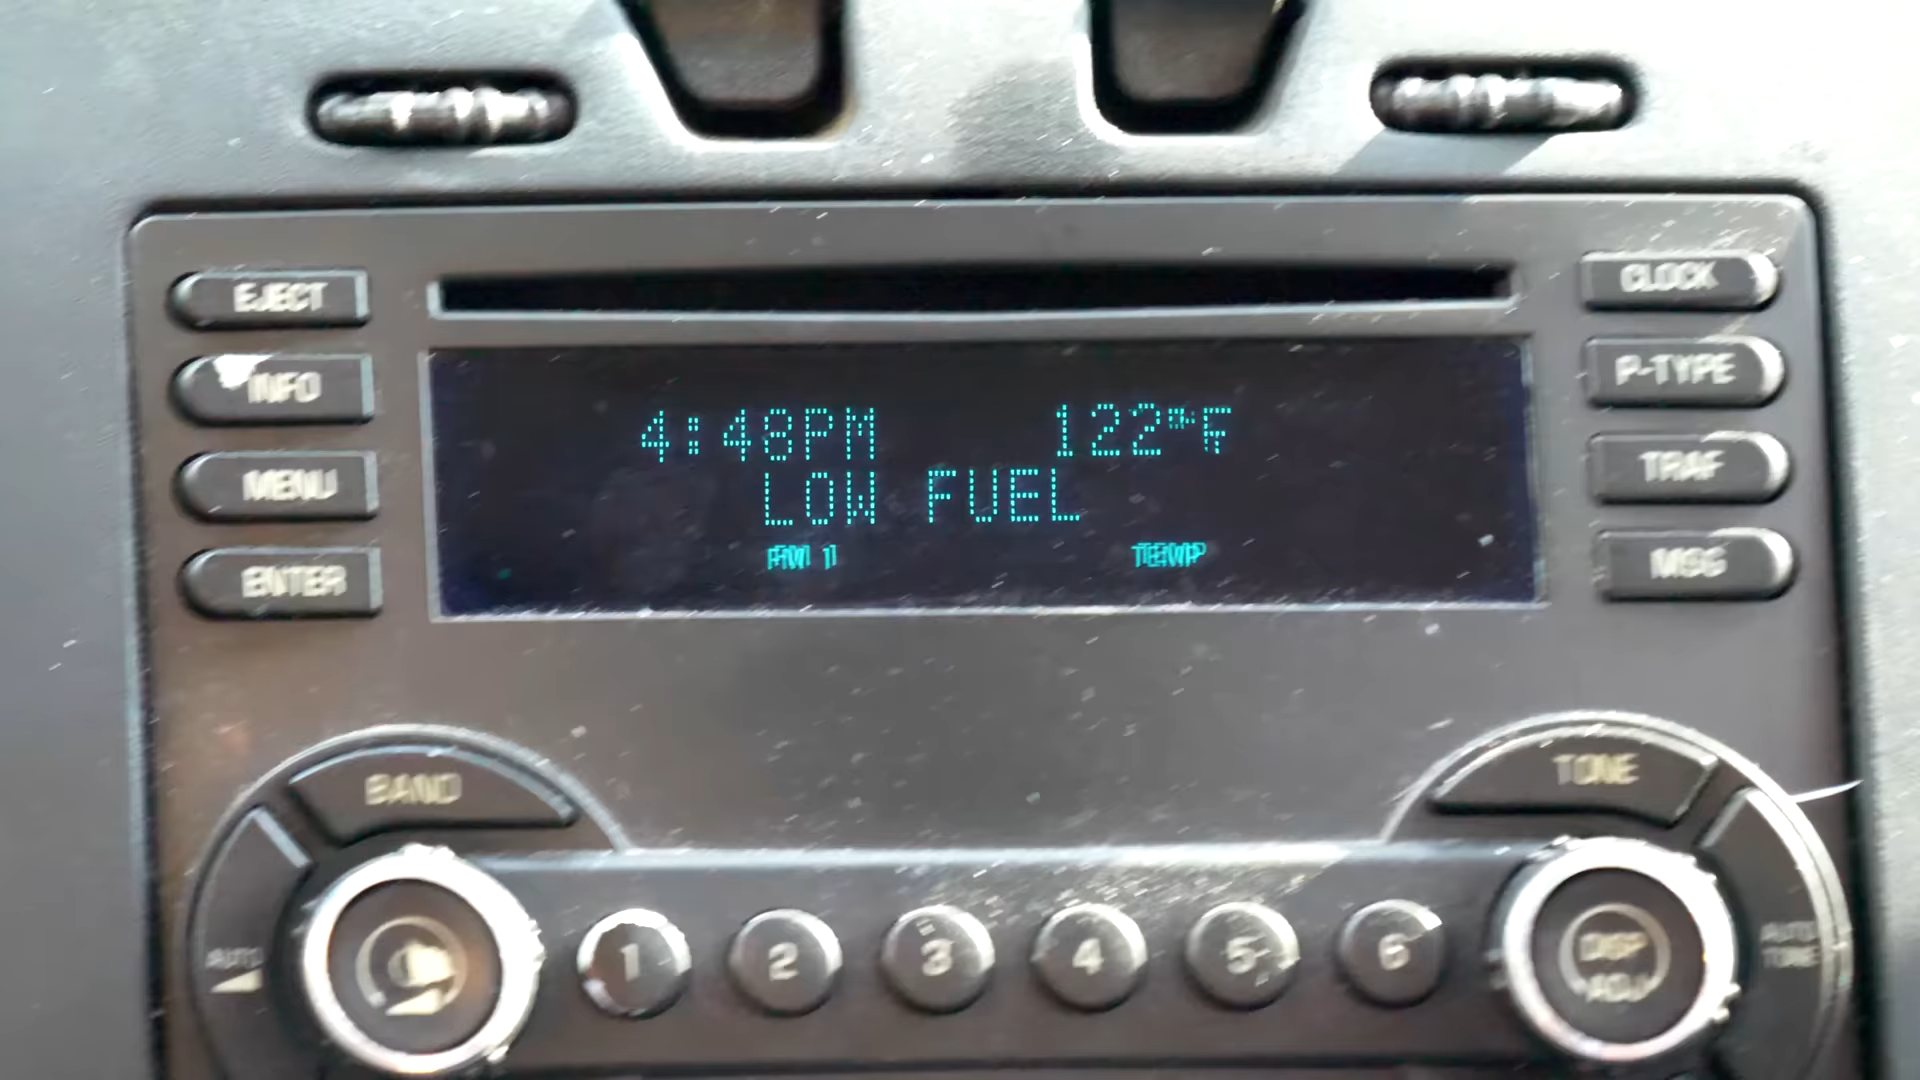 EJECT
CLOCK
INFO
P-TYPE
4:48PM 122°F
LOW FUEL
MENU
TRAF
FM 1 TEMP
ENTER
MSG
BAND
TONE
AUTO
1 2 3 4 5 6
DISP
ADJ
AUTO
TONE